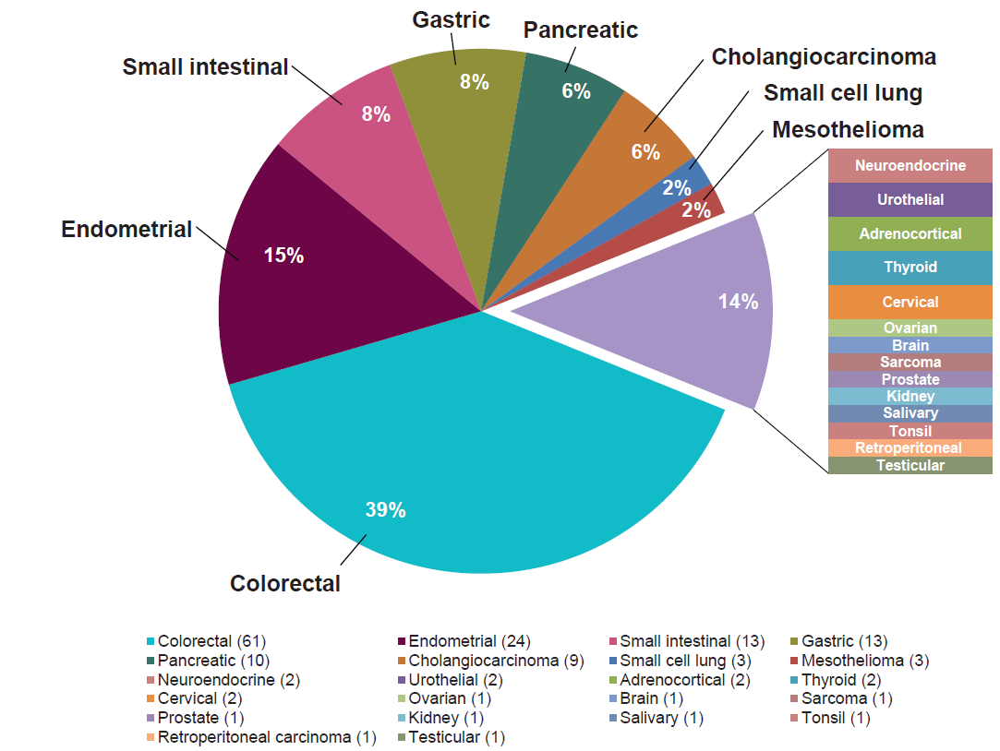 Gastric
Pancreatic
Small intestinal
Cholangiocarcinoma
Small cell lung
Mesothelioma
Endometrial
Colorectal
8%
8%
6%
6%
2%
2%
15%
14%
39%
Neuroendocrine
Urothelial
Adrenocortical
Thyroid
Cervical
Ovarian
Brain
Sarcoma
Prostate
Kidney
Salivary
Tonsil
Retroperitoneal
Testicular
Colorectal (61) Endometrial (24) Small intestinal (13) Gastric (13)
Pancreatic (10) Cholangiocarcinoma (9) Small cell lung (3) Mesothelioma (3)
Neuroendocrine (2) Urothelial (2) Adrenocortical (2) Thyroid (2)
Cervical (2) Ovarian (1) Brain (1) Sarcoma (1)
Prostate (1) Kidney (1) Salivary (1) Tonsil (1)
Retroperitoneal carcinoma (1) Testicular (1)